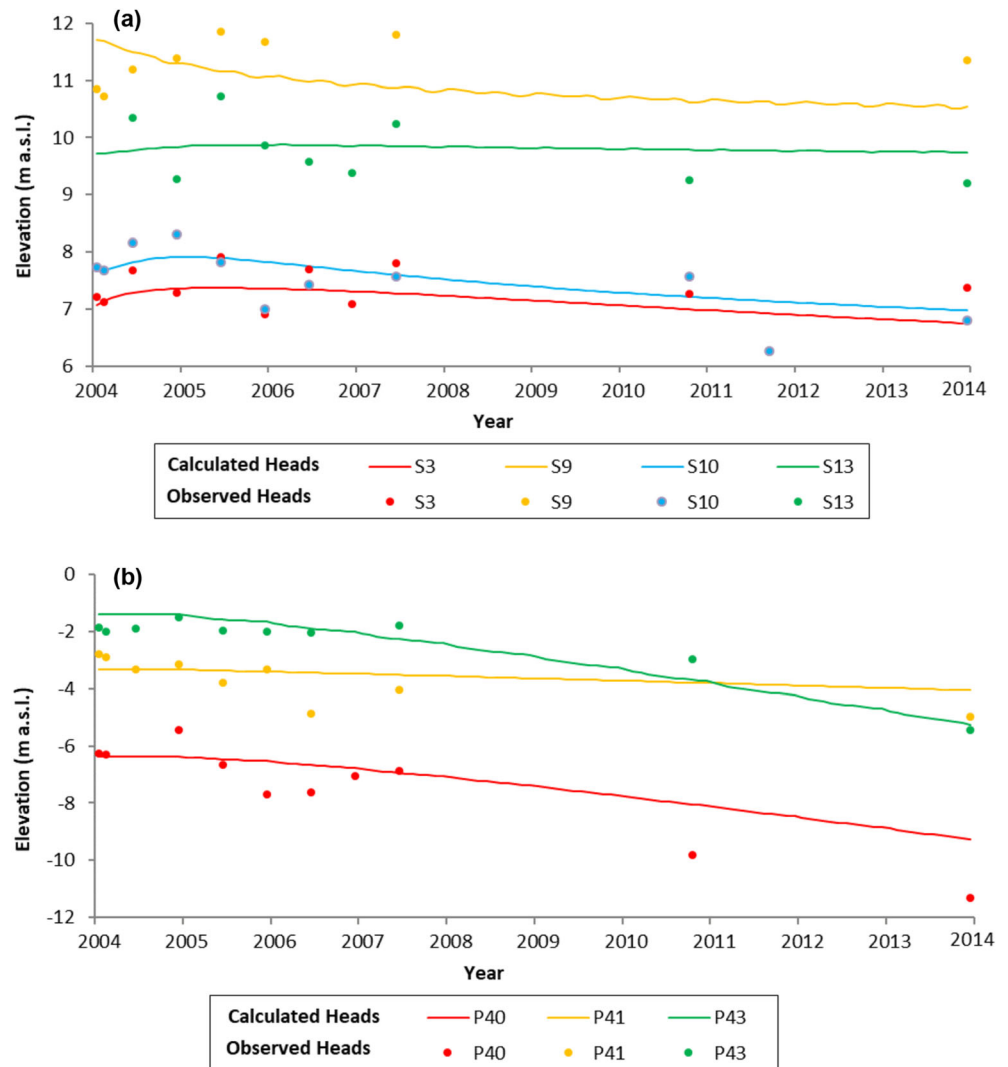 (a)
Elevation (m a.s.l.)
12
11
10
9
8
7
6
2004 2005 2006 2007 2008 2009 2010 2011 2012 2013 2014
Year
Calculated Heads S3 S9 S10 S13
Observed Heads S3 S9 S10 S13
(b)
Elevation (m a.s.l.)
0
-2
-4
-6
-8
-10
-12
2004 2005 2006 2007 2008 2009 2010 2011 2012 2013 2014
Year
Calculated Heads P40 P41 P43
Observed Heads P40 P41 P43